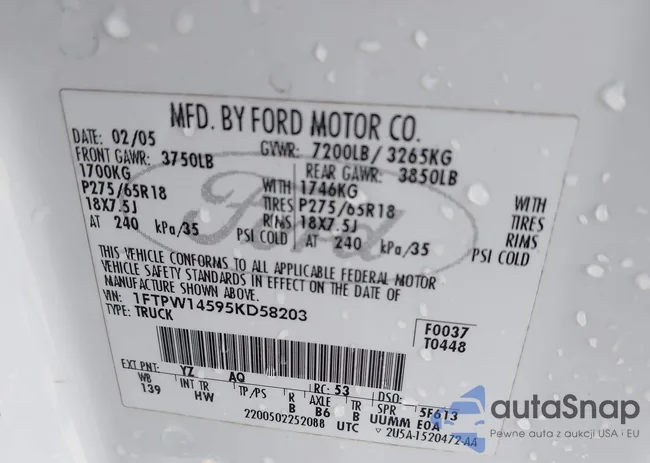 MFD. BY FORD MOTOR CO.
DATE: 02/05 GVWR: 7200LB/ 3265KG
FRONT GAWR: 3750LB REAR GAWR: 3850LB
1700KG WITH 1746KG WITH
P275/65R18 TIRES P275/65R18 TIRES
18X7.5J RIMS 18X7.5J RIMS
AT 240 kPa/35 PSI COLD AT 240 kPa/35 PSI COLD
Ford
THIS VEHICLE CONFORMS TO ALL APPLICABLE FEDERAL MOTOR
VEHICLE SAFETY STANDARDS IN EFFECT ON THE DATE OF
MANUFACTURE SHOWN ABOVE.
VIN: 1FTPW14595KD58203
TYPE: TRUCK
F0037
T0448
EXT PNT: YZ AQ RC: 53 DSO:
WB INT TR TP/PS R AXLE TR SPR 5F613
139 HW B B6 B UUMM E0A
2200502252088 UTC 2U5A-1520472-AA
autaSnap
Pewne auta z aukcji USA i EU